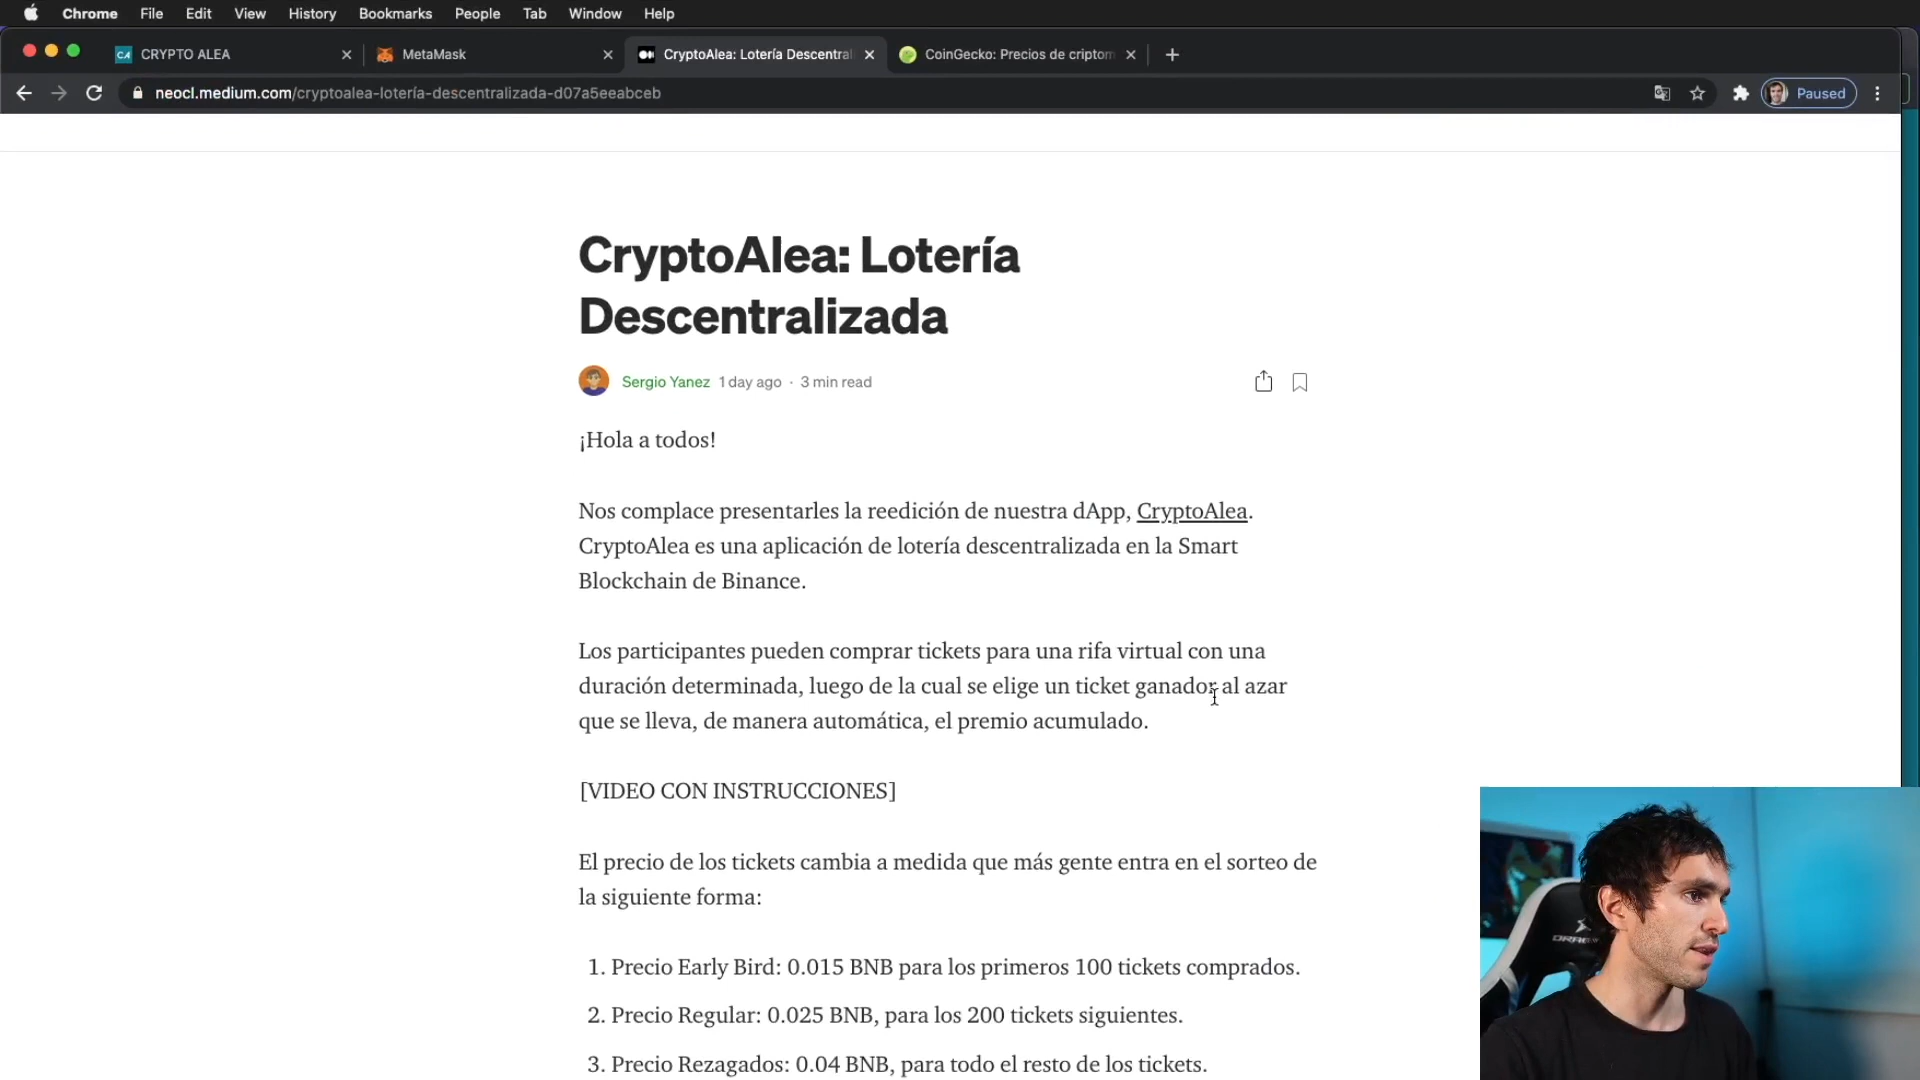 Chrome File Edit View History Bookmarks People Tab Window Help
CRYPTO ALEA MetaMask CryptoAlea: Lotería Descentral CoinGecko: Precios de criptom
neocl.medium.com/cryptoalea-lotería-descentralizada-d07a5eeabceb Paused
CryptoAlea: Lotería
Descentralizada
Sergio Yanez 1 day ago · 3 min read
¡Hola a todos!
Nos complace presentarles la reedición de nuestra dApp, CryptoAlea.
CryptoAlea es una aplicación de lotería descentralizada en la Smart
Blockchain de Binance.
Los participantes pueden comprar tickets para una rifa virtual con una
duración determinada, luego de la cual se elige un ticket ganador al azar
que se lleva, de manera automática, el premio acumulado.
[VIDEO CON INSTRUCCIONES]
El precio de los tickets cambia a medida que más gente entra en el sorteo de
la siguiente forma:
1. Precio Early Bird: 0.015 BNB para los primeros 100 tickets comprados.
2. Precio Regular: 0.025 BNB, para los 200 tickets siguientes.
3. Precio Rezagados: 0.04 BNB, para todo el resto de los tickets.